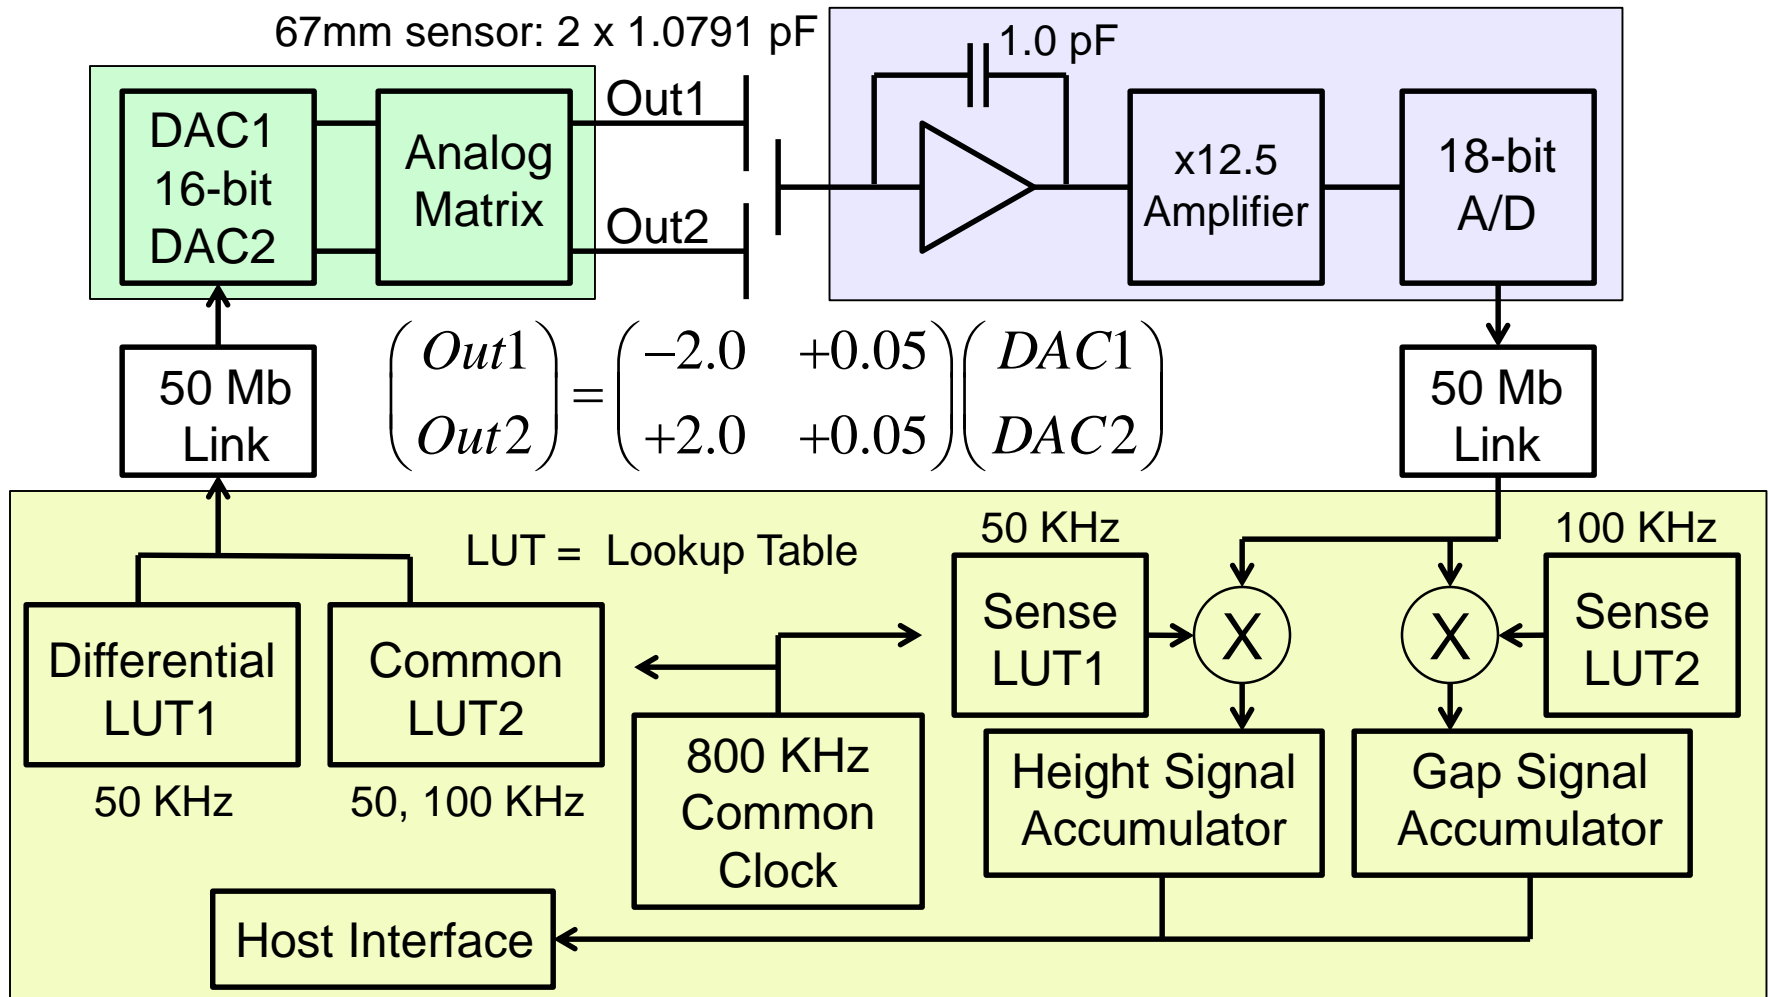 67mm sensor: 2 x 1.0791 pF
1.0 pF
DAC1
16-bit
DAC2
Analog
Matrix
Out1
Out2
x12.5
Amplifier
18-bit
A/D
50 Mb
Link
Out1 = −2.0 +0.05 DAC1
Out2 +2.0 +0.05 DAC2
50 Mb
Link
LUT = Lookup Table
50 KHz
100 KHz
Differential
LUT1
50 KHz
Common
LUT2
50, 100 KHz
800 KHz
Common
Clock
Sense
LUT1
X
X
Sense
LUT2
Height Signal
Accumulator
Gap Signal
Accumulator
Host Interface